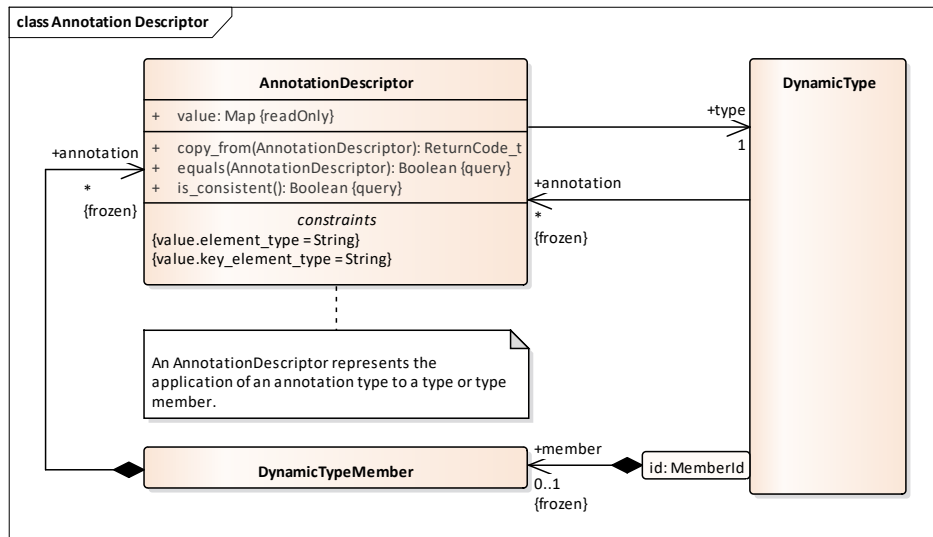 class Annotation Descriptor
AnnotationDescriptor
+ value: Map {readOnly}
+ copy_from(AnnotationDescriptor): ReturnCode_t
+ equals(AnnotationDescriptor): Boolean {query}
+ is_consistent(): Boolean {query}
constraints
{value.element_type = String}
{value.key_element_type = String}
DynamicType
+type
1
+annotation
*
{frozen}
+annotation
*
{frozen}
An AnnotationDescriptor represents the
application of an annotation type to a type or type
member.
DynamicTypeMember
+member
0..1
{frozen}
id: MemberId